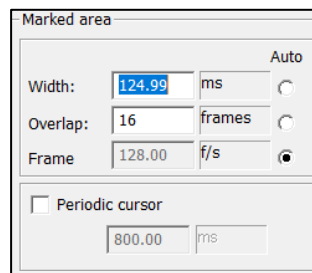 Marked area
Auto
Width: 124.99 ms
Overlap: 16 frames
Frame 128.00 f/s
Periodic cursor
800.00 ms